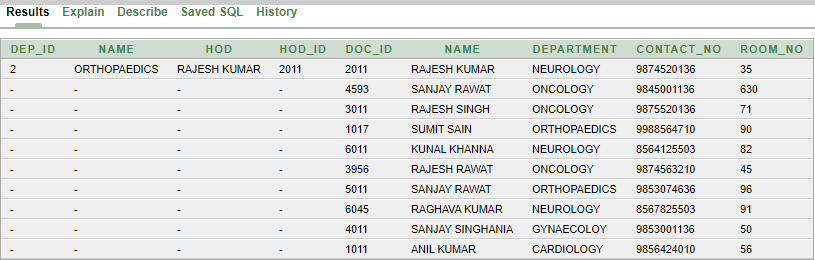 Results Explain Describe Saved SQL History
DEP_ID NAME HOD HOD_ID DOC_ID NAME DEPARTMENT CONTACT_NO ROOM_NO
2 ORTHOPAEDICS RAJESH KUMAR 2011 2011 RAJESH KUMAR NEUROLOGY 9874520136 35
- - - - 4593 SANJAY RAWAT ONCOLOGY 9845001136 630
- - - - 3011 RAJESH SINGH ONCOLOGY 9875520136 71
- - - - 1017 SUMIT SAIN ORTHOPAEDICS 9988564710 90
- - - - 6011 KUNAL KHANNA NEUROLOGY 8564125503 82
- - - - 3956 RAJESH RAWAT ONCOLOGY 9874563210 45
- - - - 5011 SANJAY RAWAT ORTHOPAEDICS 9853074636 96
- - - - 6045 RAGHAVA KUMAR NEUROLOGY 8567825503 91
- - - - 4011 SANJAY SINGHANIA GYNAECOLOY 9853001136 50
- - - - 1011 ANIL KUMAR CARDIOLOGY 9856424010 56